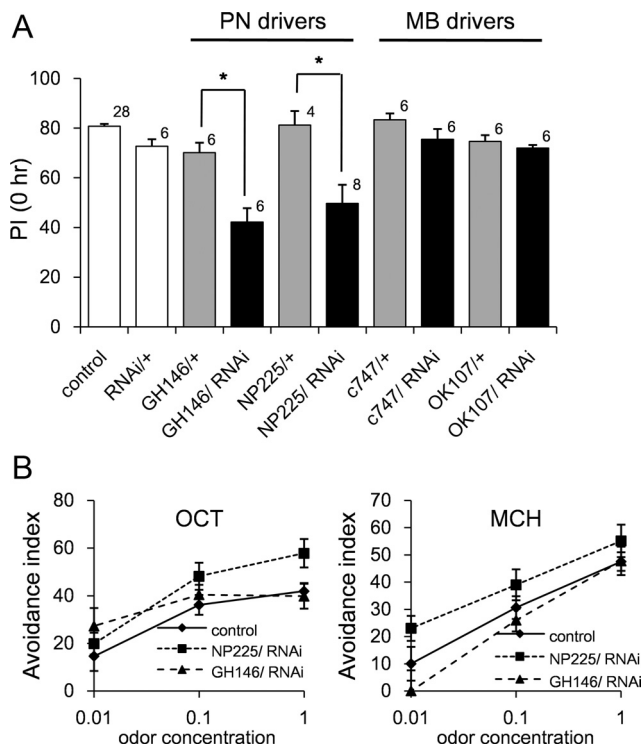 A
PN drivers
MB drivers
PI (0 hr)
100
80
60
40
20
0
28
6
6
6
4
8
6
6
6
6
*
*
control
RNAi/+
GH146/+
GH146/ RNAi
NP225/+
NP225/ RNAi
c747/+
c747/ RNAi
OK107/+
OK107/ RNAi
B
OCT
Avoidance index
80
60
40
20
0
0.01
0.1
1
odor concentration
control
NP225/ RNAi
GH146/ RNAi
MCH
Avoidance index
70
60
50
40
30
20
10
0
0.01
0.1
1
odor concentration
control
NP225/ RNAi
GH146/ RNAi